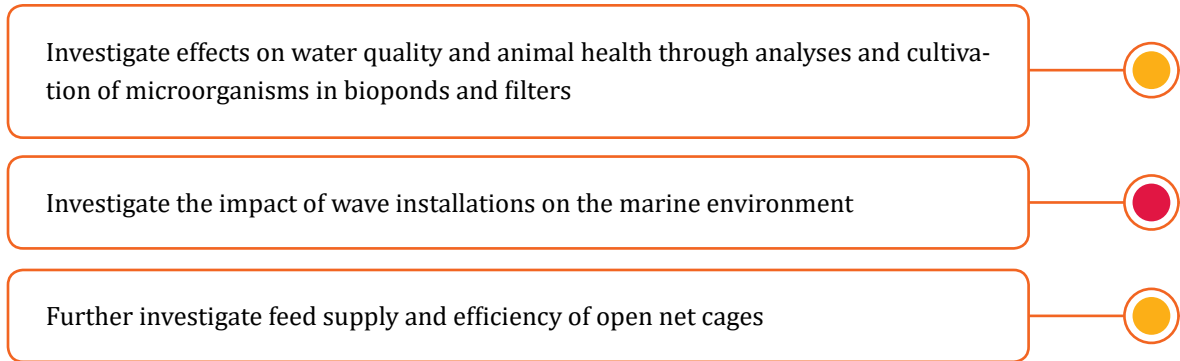 Investigate effects on water quality and animal health through analyses and cultiva-
tion of microorganisms in bioponds and filters
Investigate the impact of wave installations on the marine environment
Further investigate feed supply and efficiency of open net cages